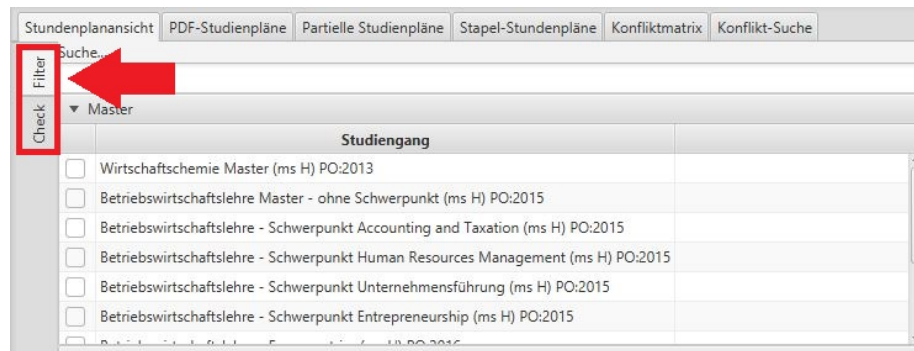 Stundenplanansicht PDF-Studienpläne Partielle Studienpläne Stapel-Stundenpläne Konfliktmatrix Konflikt-Suche
Suche...
Filter
Check
Master
Studiengang
Wirtschaftschemie Master (ms H) PO:2013
Betriebswirtschaftslehre Master - ohne Schwerpunkt (ms H) PO:2015
Betriebswirtschaftslehre - Schwerpunkt Accounting and Taxation (ms H) PO:2015
Betriebswirtschaftslehre - Schwerpunkt Human Resources Management (ms H) PO:2015
Betriebswirtschaftslehre - Schwerpunkt Unternehmensführung (ms H) PO:2015
Betriebswirtschaftslehre - Schwerpunkt Entrepreneurship (ms H) PO:2015